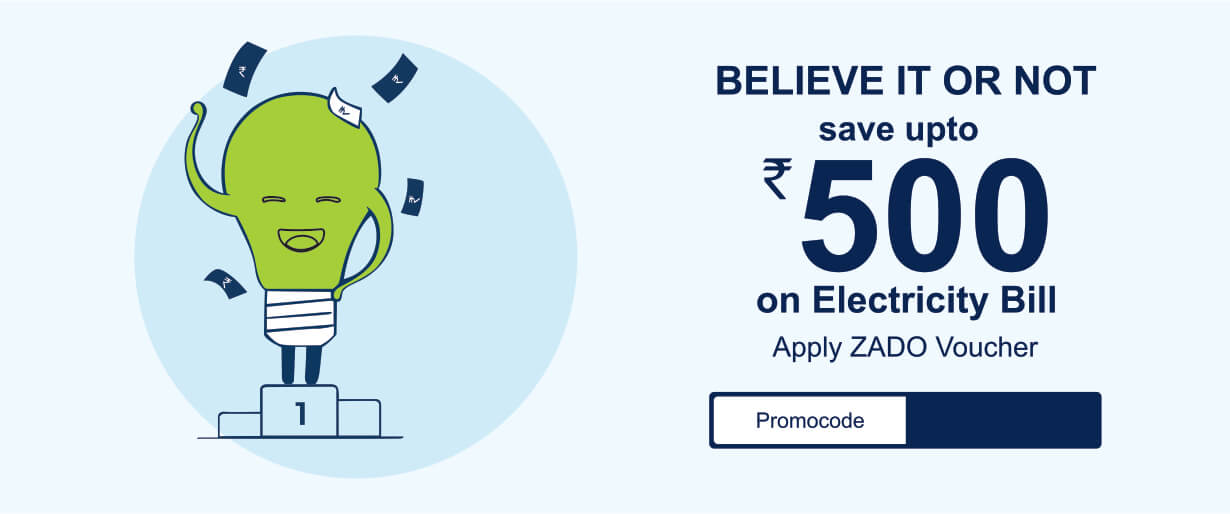 BELIEVE IT OR NOT
save upto
₹500
on Electricity Bill
Apply ZADO Voucher
Promocode
1
₹
₹
₹
₹
₹